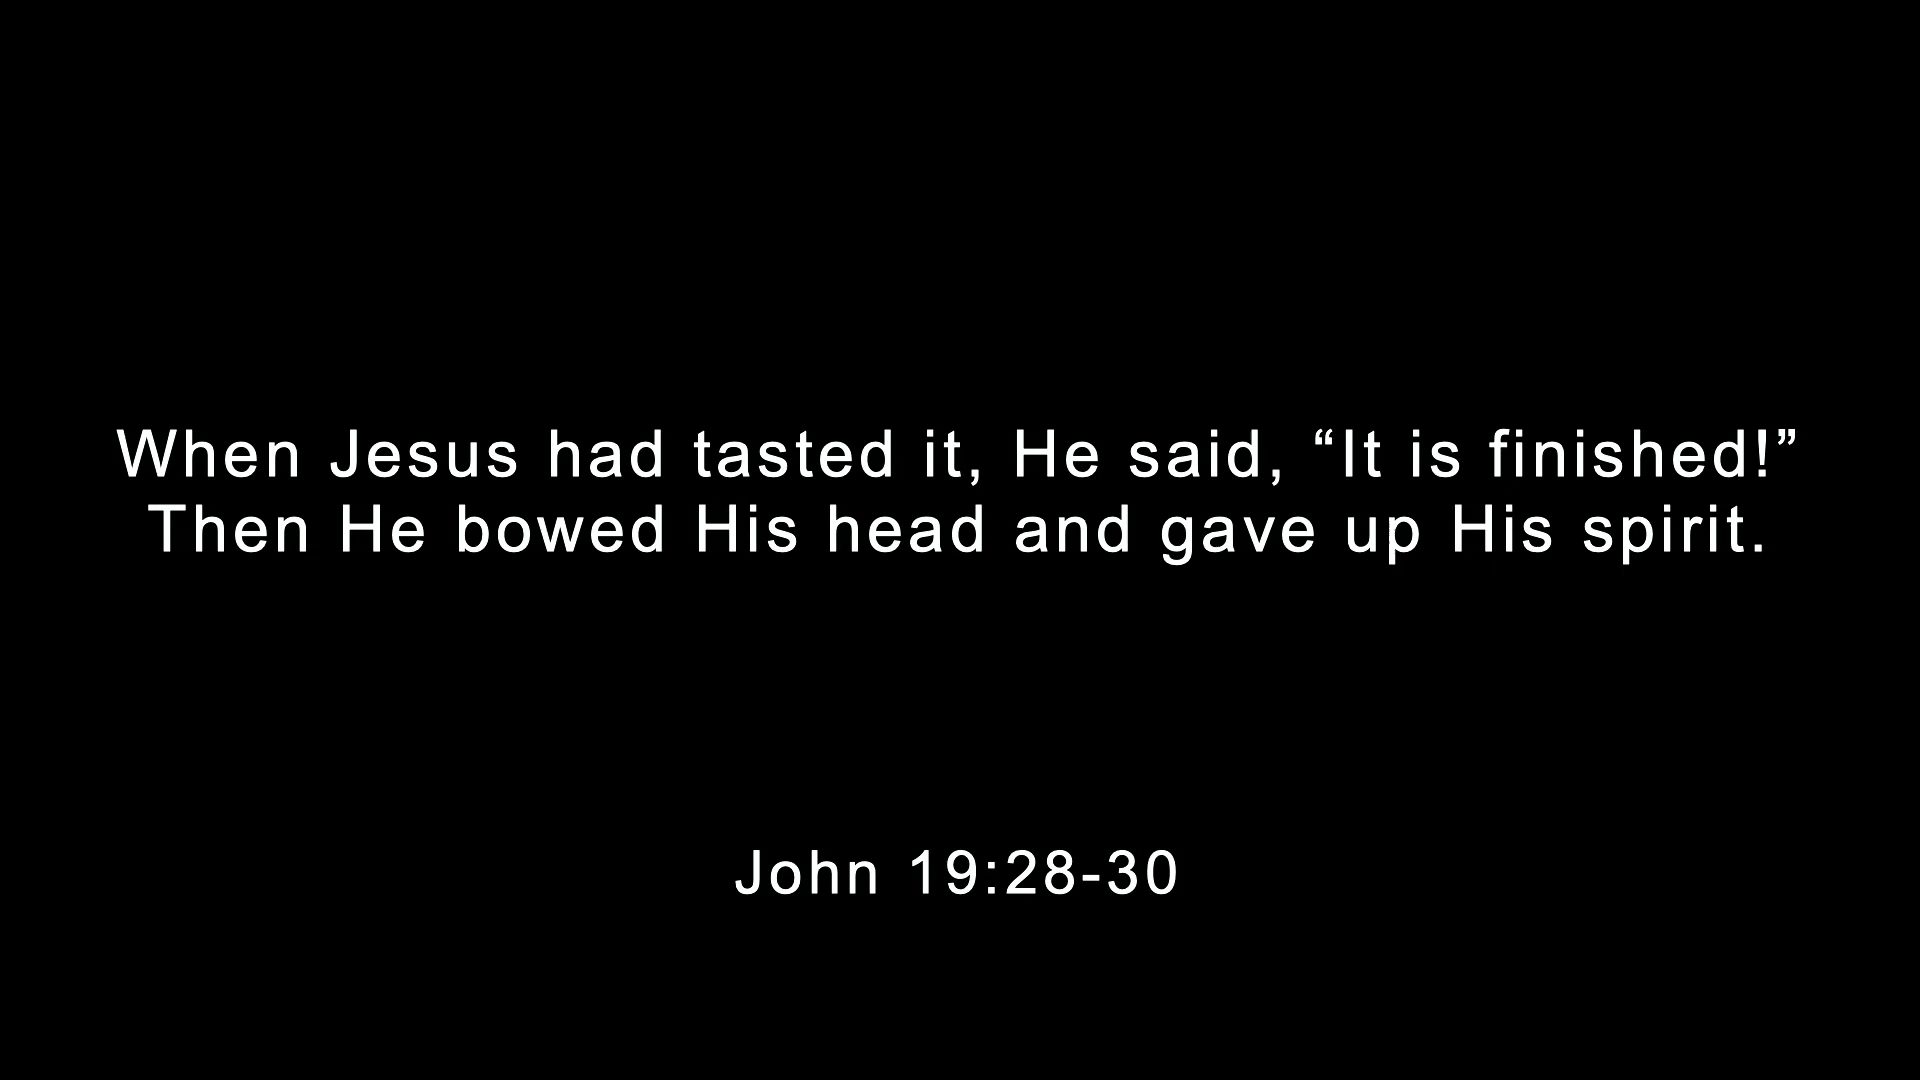 When Jesus had tasted it, He said, “It is finished!”
Then He bowed His head and gave up His spirit.
John 19:28-30